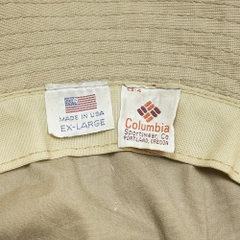 MADE IN USA
EX-LARGE
Columbia
Sportswear Co.
PORTLAND, OREGON